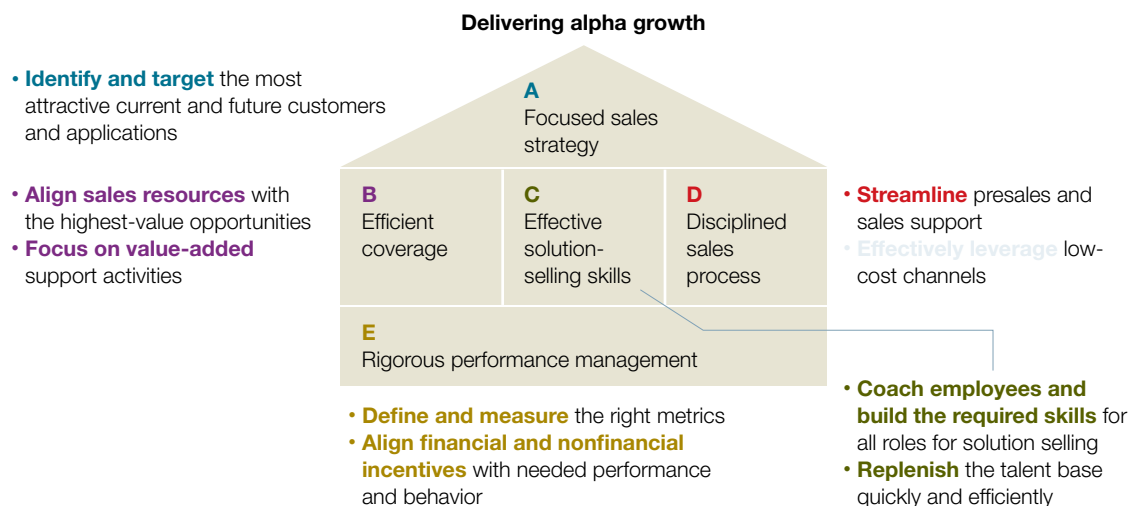 Delivering alpha growth
• Identify and target the most
attractive current and future customers
and applications
A
Focused sales
strategy
• Align sales resources with
the highest-value opportunities
• Focus on value-added
support activities
B
Efficient
coverage
C
Effective
solution-
selling skills
D
Disciplined
sales
process
• Streamline presales and
sales support
• Effectively leverage low-
cost channels
E
Rigorous performance management
• Define and measure the right metrics
• Align financial and nonfinancial
incentives with needed performance
and behavior
• Coach employees and
build the required skills for
all roles for solution selling
• Replenish the talent base
quickly and efficiently